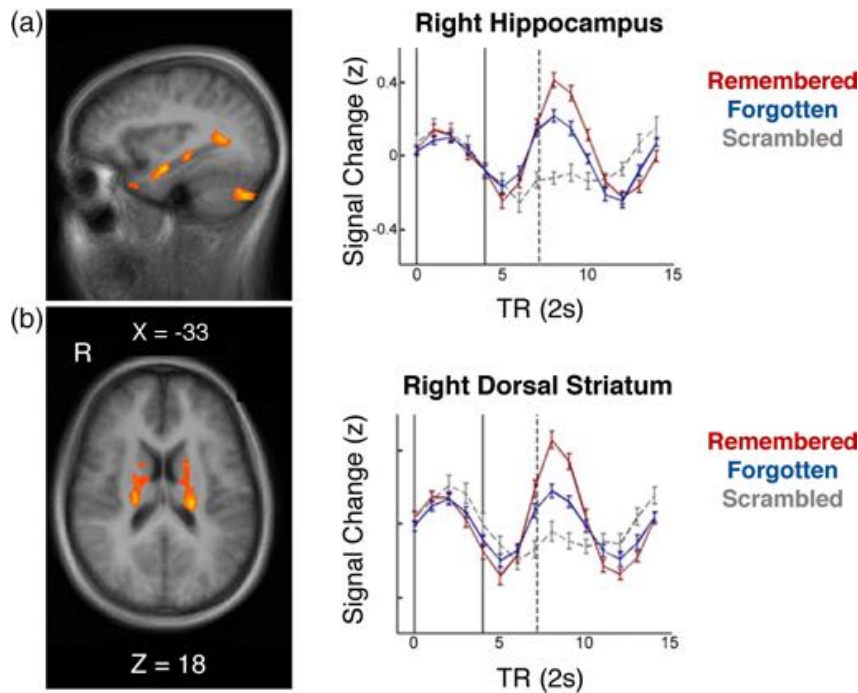 (a)
Right Hippocampus
Signal Change (z)
0.4
0
-0.4
0 5 10 15
TR (2s)
Remembered
Forgotten
Scrambled
(b)
X = -33
R
Z = 18
Right Dorsal Striatum
Signal Change (z)
0 5 10 15
TR (2s)
Remembered
Forgotten
Scrambled